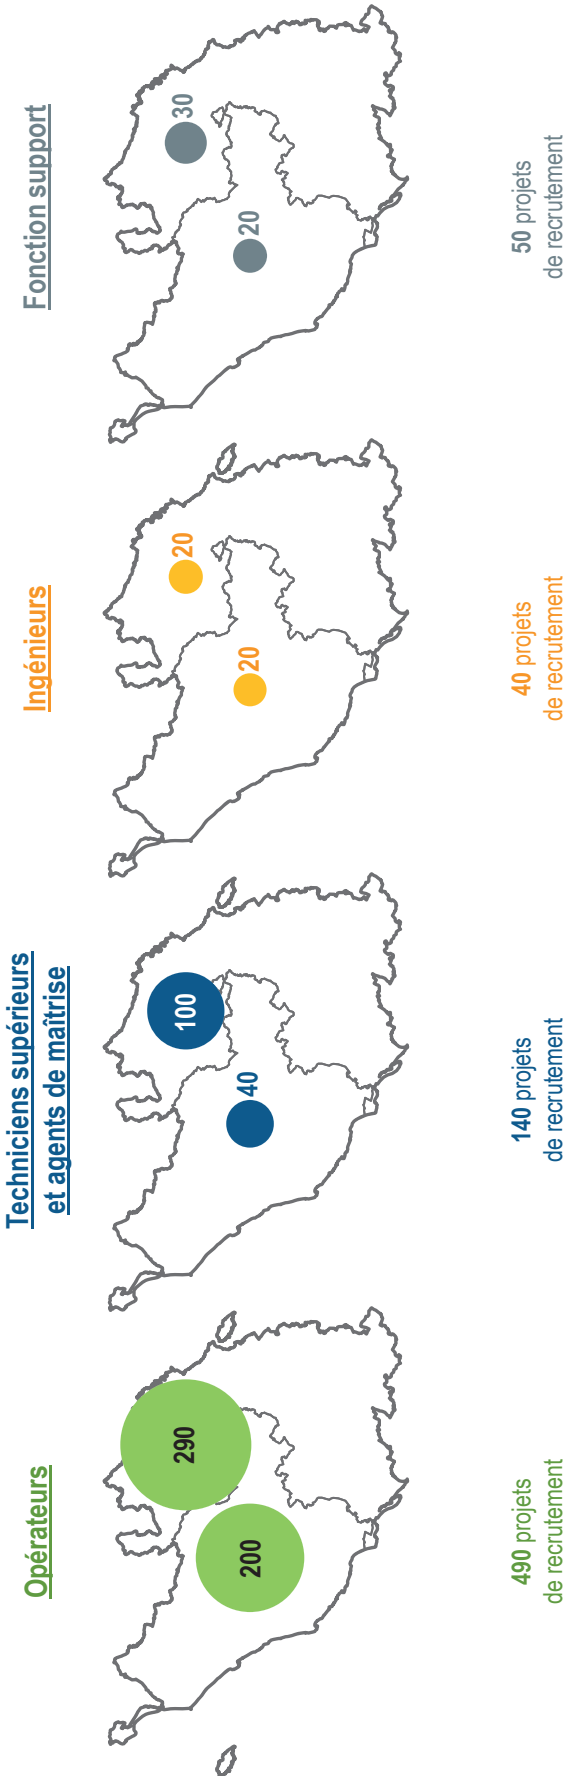 Opérateurs
290
200
490 projets
de recrutement
Techniciens supérieurs
et agents de maîtrise
100
40
140 projets
de recrutement
Ingénieurs
20
20
40 projets
de recrutement
Fonction support
30
20
50 projets
de recrutement